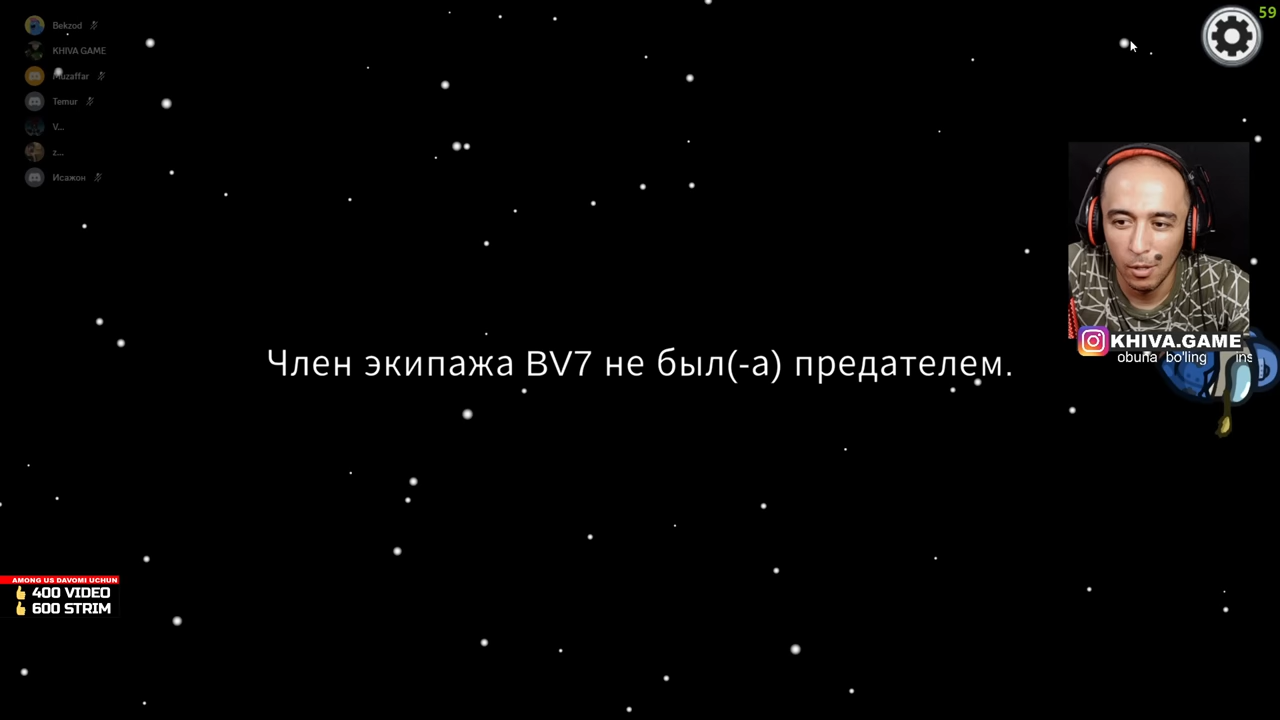 59
Bekzod
KHIVA GAME
Muzaffar
Temur
V...
z...
Исажон
Член экипажа BV7 не был(-а) предателем.
KHIVA.GAME
obuna bo'ling ins
AMONG US DAVOMI UCHUN
400 VIDEO
600 STRIM